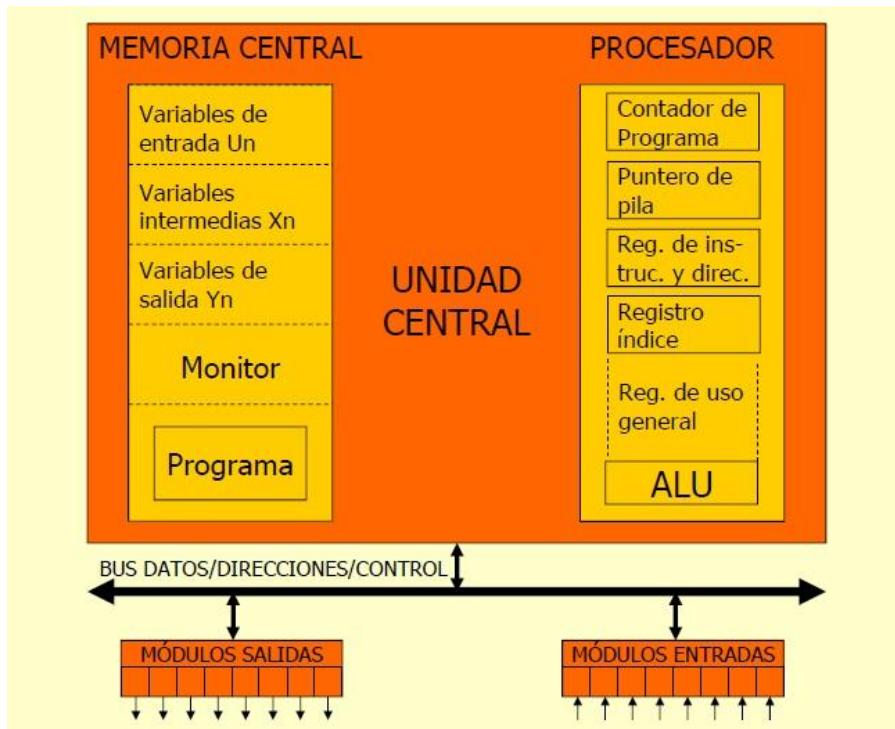 MEMORIA CENTRAL
Variables de
entrada Un
Variables
intermedias Xn
Variables de
salida Yn
Monitor
Programa
UNIDAD
CENTRAL
PROCESADOR
Contador de
Programa
Puntero de
pila
Reg. de ins-
truc. y direc.
Registro
índice
Reg. de uso
general
ALU
BUS DATOS/DIRECCIONES/CONTROL
MÓDULOS SALIDAS
MÓDULOS ENTRADAS